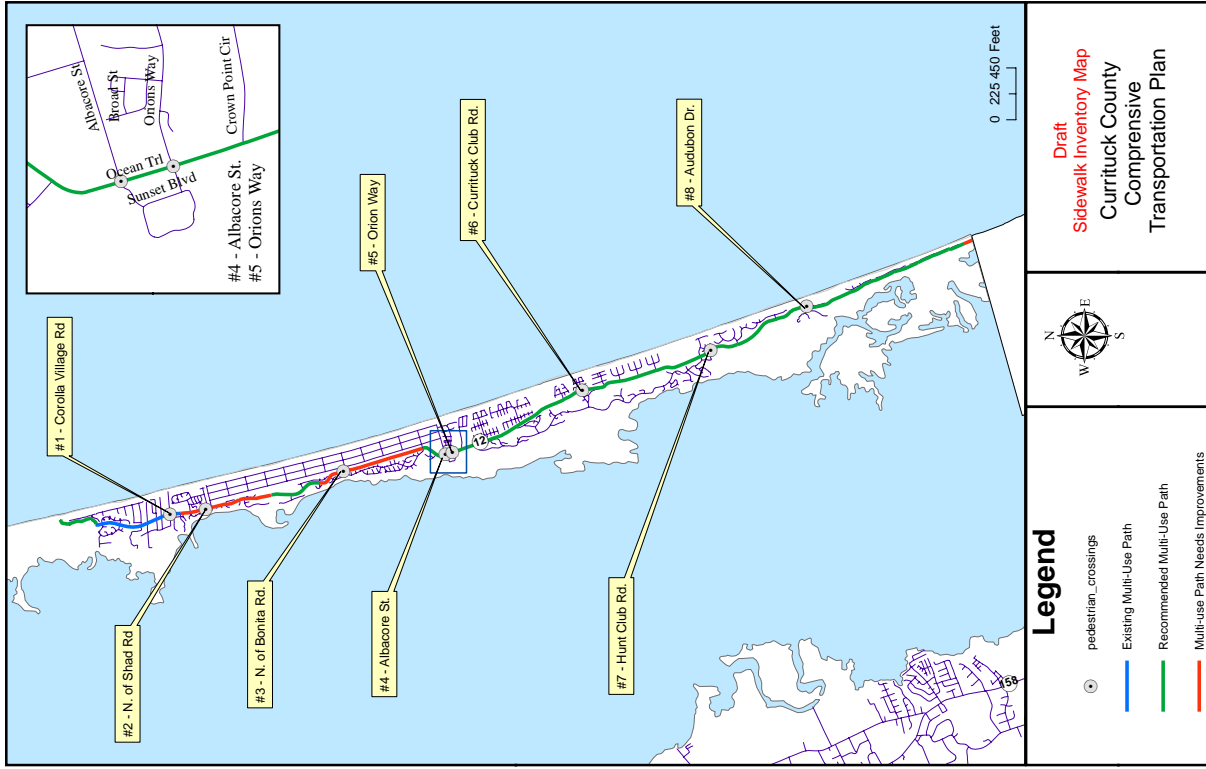 Albacore St
Broad St
Orions Way
Crown Point Cir
Ocean Trl
Sunset Blvd
#4 - Albacore St.
#5 - Orions Way
#1 - Corolla Village Rd
#2 - N. of Shad Rd
#3 - N. of Bonita Rd.
#4 - Albacore St.
#5 - Orion Way
#6 - Currituck Club Rd.
#7 - Hunt Club Rd.
#8 - Audubon Dr.
12
158
0 225 450 Feet
Legend
pedestrian_crossings
Existing Multi-Use Path
Recommended Multi-Use Path
Multi-use Path Needs Improvements
N
E
S
W
Draft
Sidewalk Inventory Map
Currituck County
Comprensive
Transportation Plan